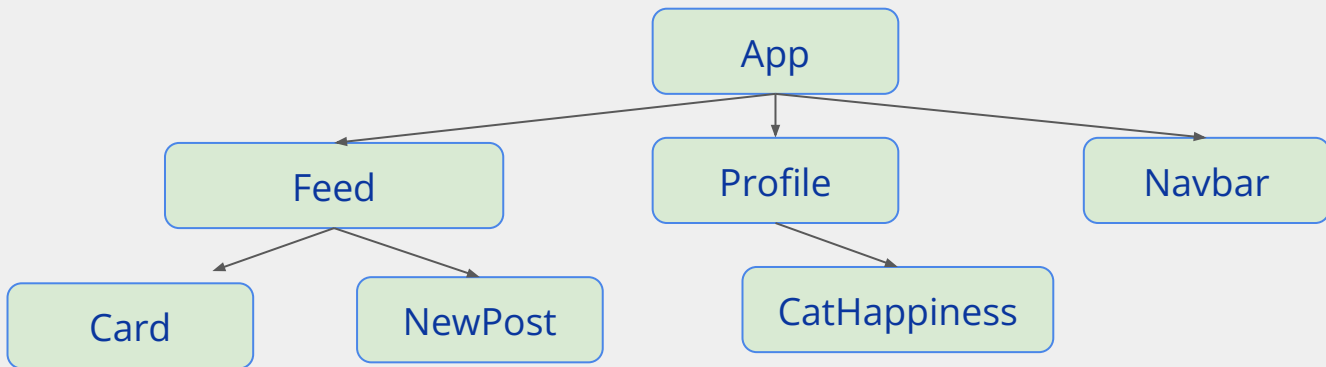 App
Feed
Profile
Navbar
Card
NewPost
CatHappiness